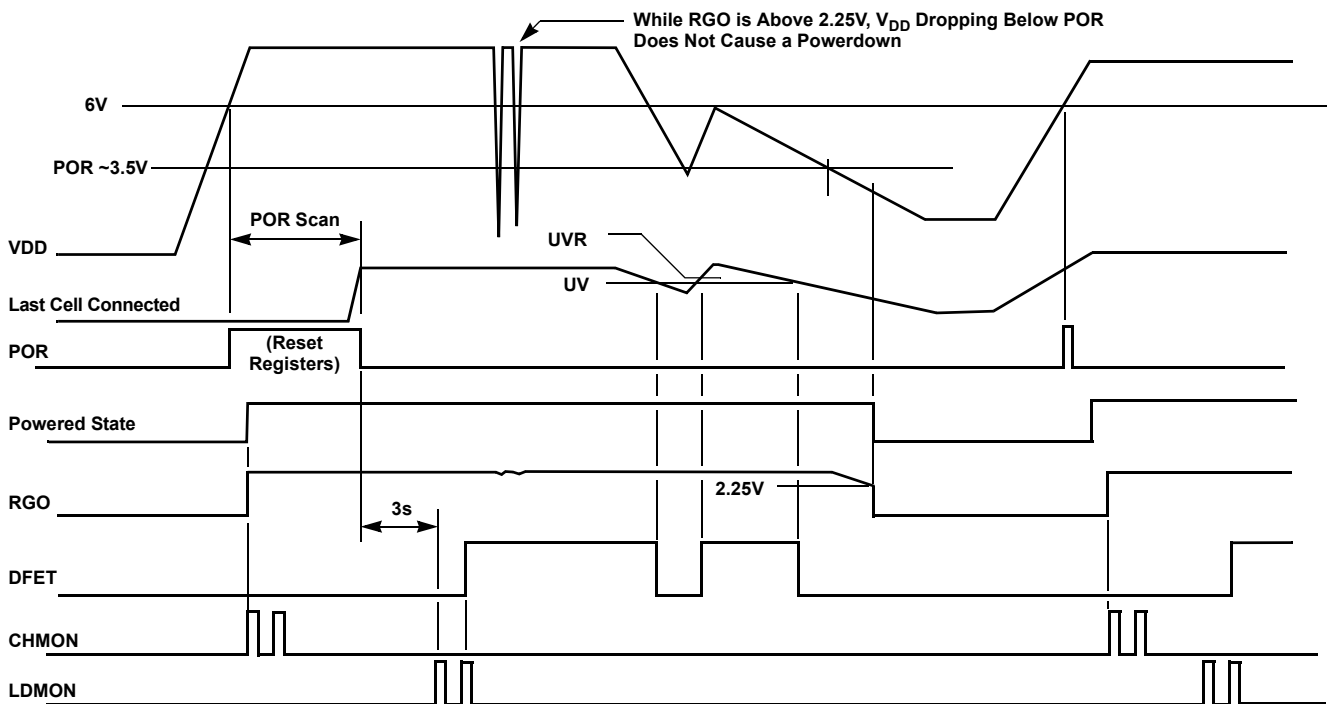 While RGO is Above 2.25V, VDD Dropping Below POR
Does Not Cause a Powerdown
6V
POR ~3.5V
POR Scan
VDD
UVR
UV
Last Cell Connected
POR
(Reset
Registers)
Powered State
2.25V
RGO
3s
DFET
CHMON
LDMON